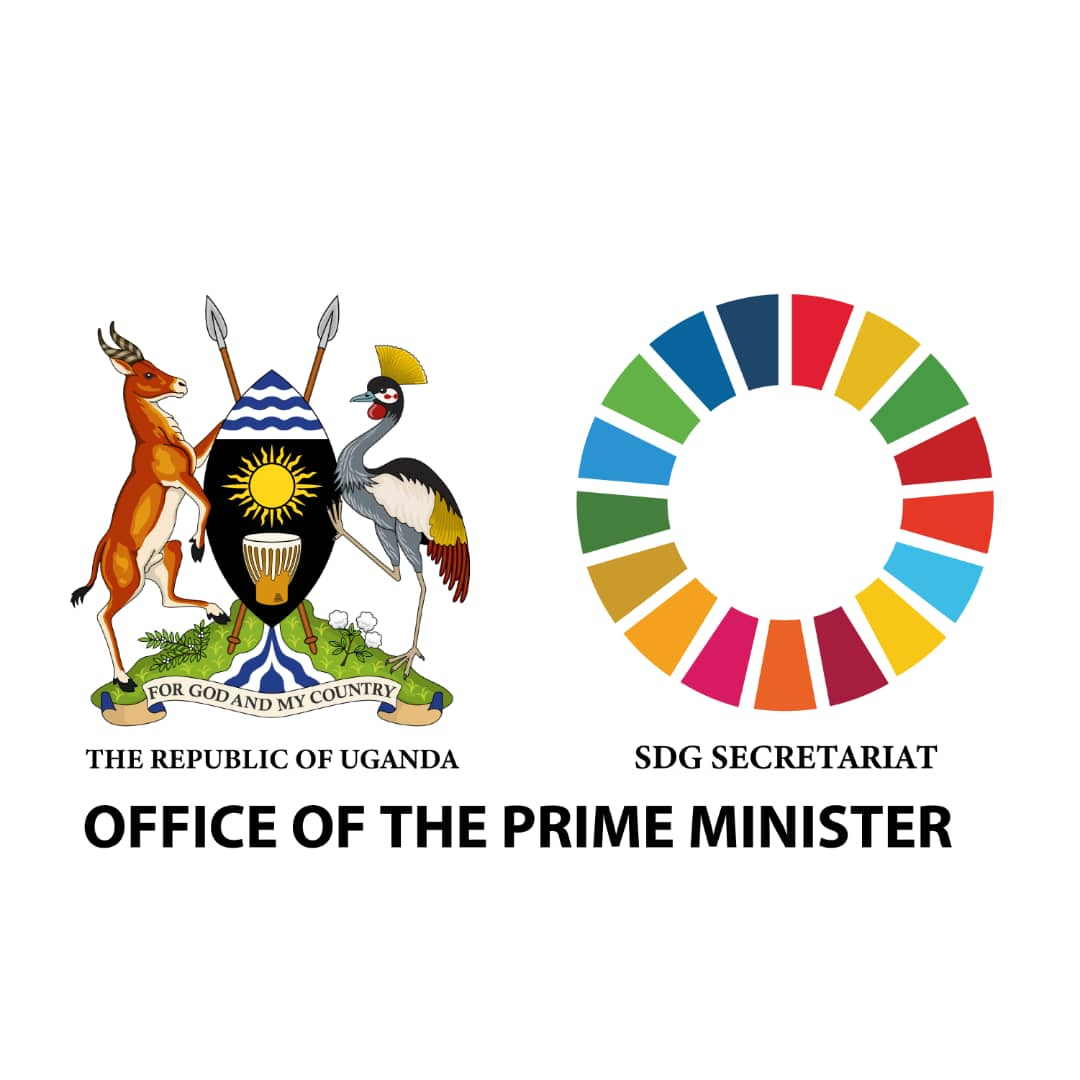 FOR GOD AND MY COUNTRY
THE REPUBLIC OF UGANDA
SDG SECRETARIAT
OFFICE OF THE PRIME MINISTER